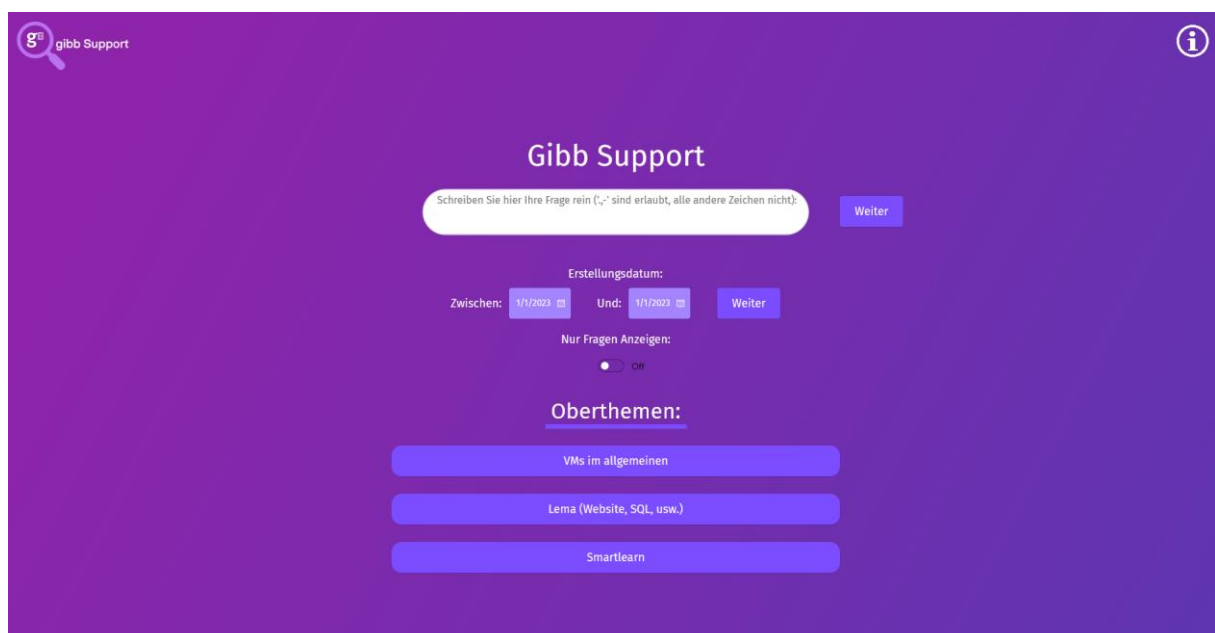 g gibb Support
i
Gibb Support
Schreiben Sie hier Ihre Frage rein ('.,-' sind erlaubt, alle andere Zeichen nicht):
Weiter
Erstellungsdatum:
Zwischen: 1/1/2023 Und: 1/1/2023 Weiter
Nur Fragen Anzeigen:
Off
Oberthemen:
VMs im allgemeinen
Lema (Website, SQL, usw.)
Smartlearn